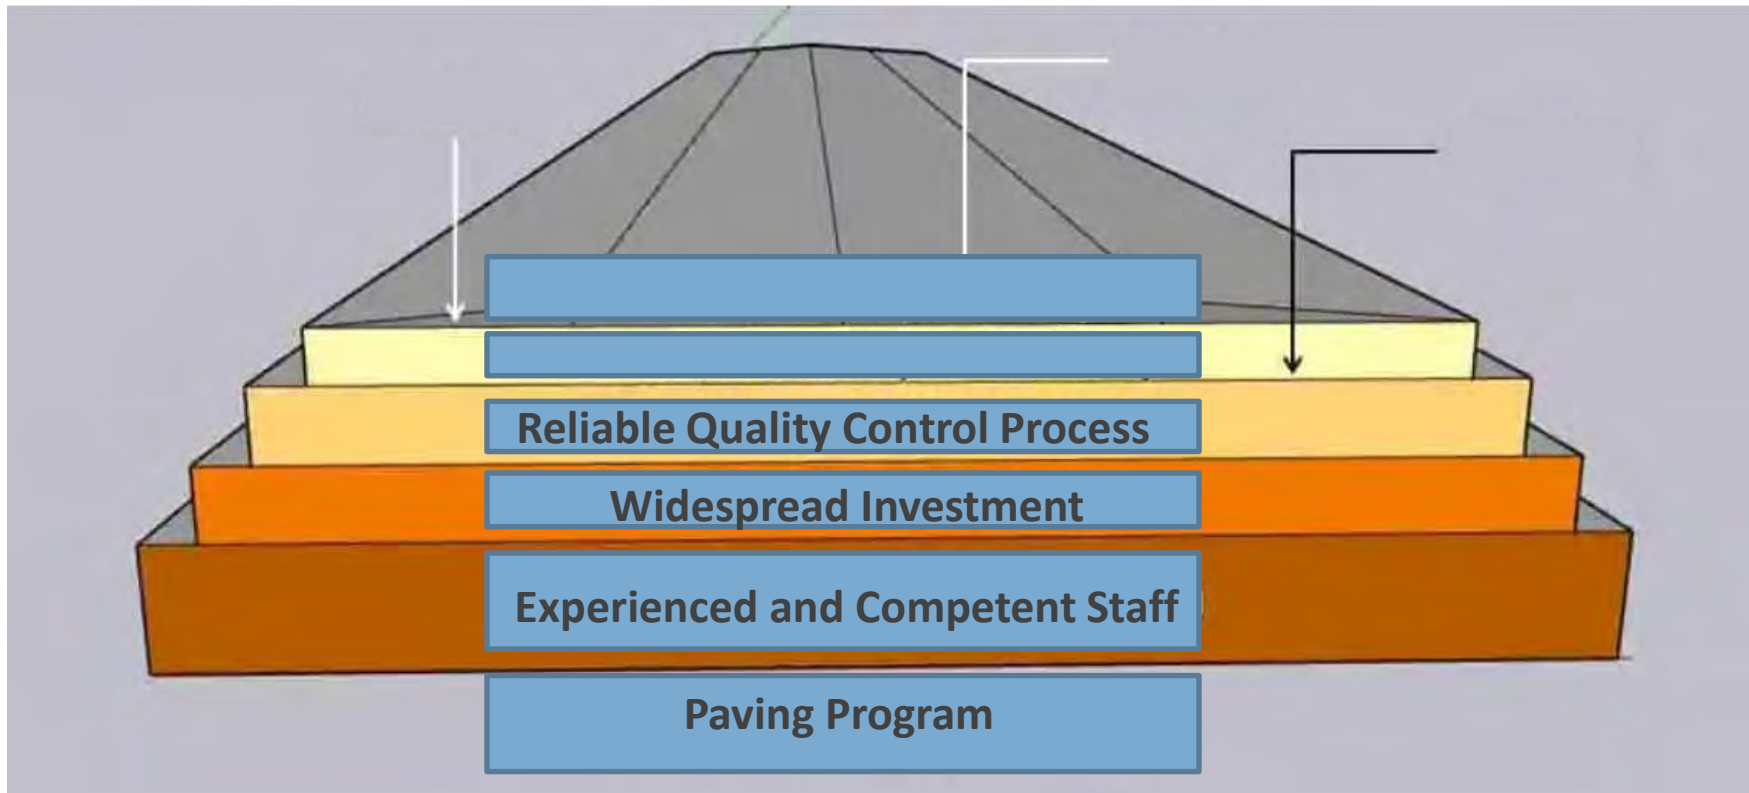 Reliable Quality Control Process
Widespread Investment
Experienced and Competent Staff
Paving Program